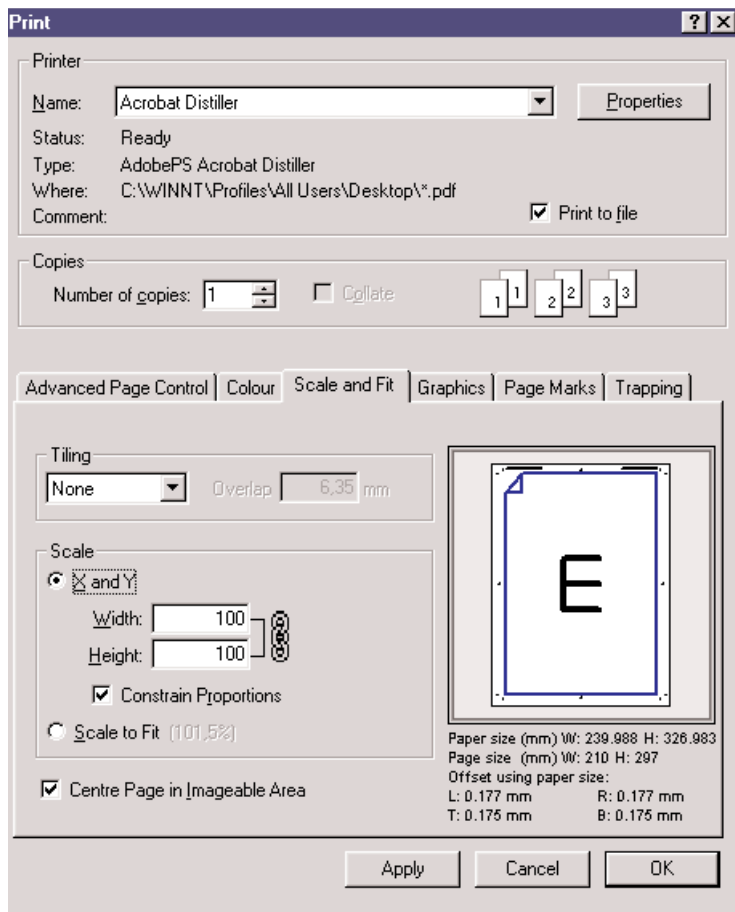 Print
Printer
Name: Acrobat Distiller Properties
Status: Ready
Type: AdobePS Acrobat Distiller
Where: C:\WINNT\Profiles\All Users\Desktop\*.pdf
Comment: Print to file
Copies
Number of copies: 1 Collate 1 1 2 2 3 3
Advanced Page Control Colour Scale and Fit Graphics Page Marks Trapping
Tiling
None Overlap 6,35 mm
Scale
X and Y
Width: 100
Height: 100
Constrain Proportions
Scale to Fit (101,5%)
Centre Page in Imageable Area
E
Paper size (mm) W: 239.988 H: 326.983
Page size (mm) W: 210 H: 297
Offset using paper size:
L: 0.177 mm R: 0.177 mm
T: 0.175 mm B: 0.175 mm
Apply Cancel OK